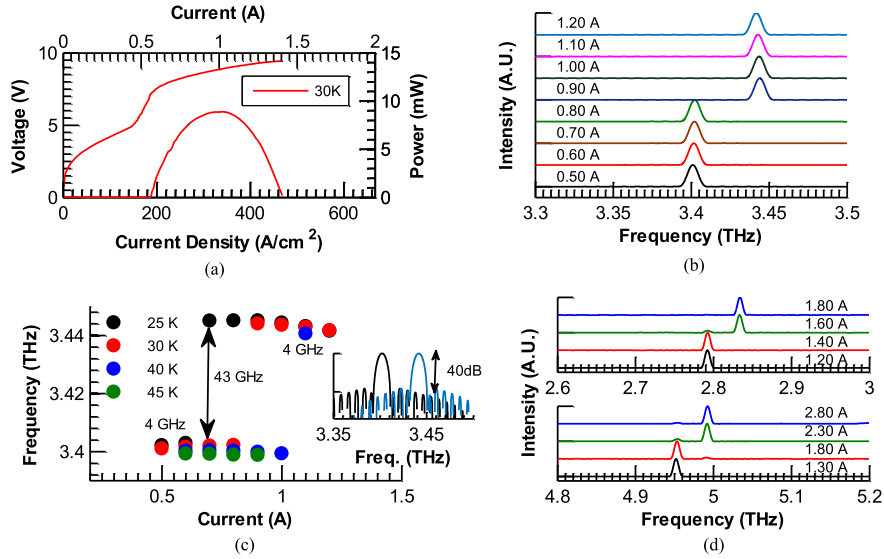 Current (A)
0 0.5 1 1.5 2
10 15
Voltage (V)
5
0
30K
10
5
0
Power (mW)
0 200 400 600
Current Density (A/cm²)
(a)
Intensity (A.U.)
1.20 A
1.10 A
1.00 A
0.90 A
0.80 A
0.70 A
0.60 A
0.50 A
3.3 3.35 3.4 3.45 3.5
Frequency (THz)
(b)
Frequency (THz)
3.44
3.42
3.4
25 K
30 K
40 K
45 K
4 GHz
43 GHz
4 GHz
40dB
3.35 3.45
Freq. (THz)
0.5 1 1.5
Current (A)
(c)
Intensity (A.U.)
1.80 A
1.60 A
1.40 A
1.20 A
2.6 2.7 2.8 2.9 3
2.80 A
2.30 A
1.80 A
1.30 A
4.8 4.9 5 5.1 5.2
Frequency (THz)
(d)